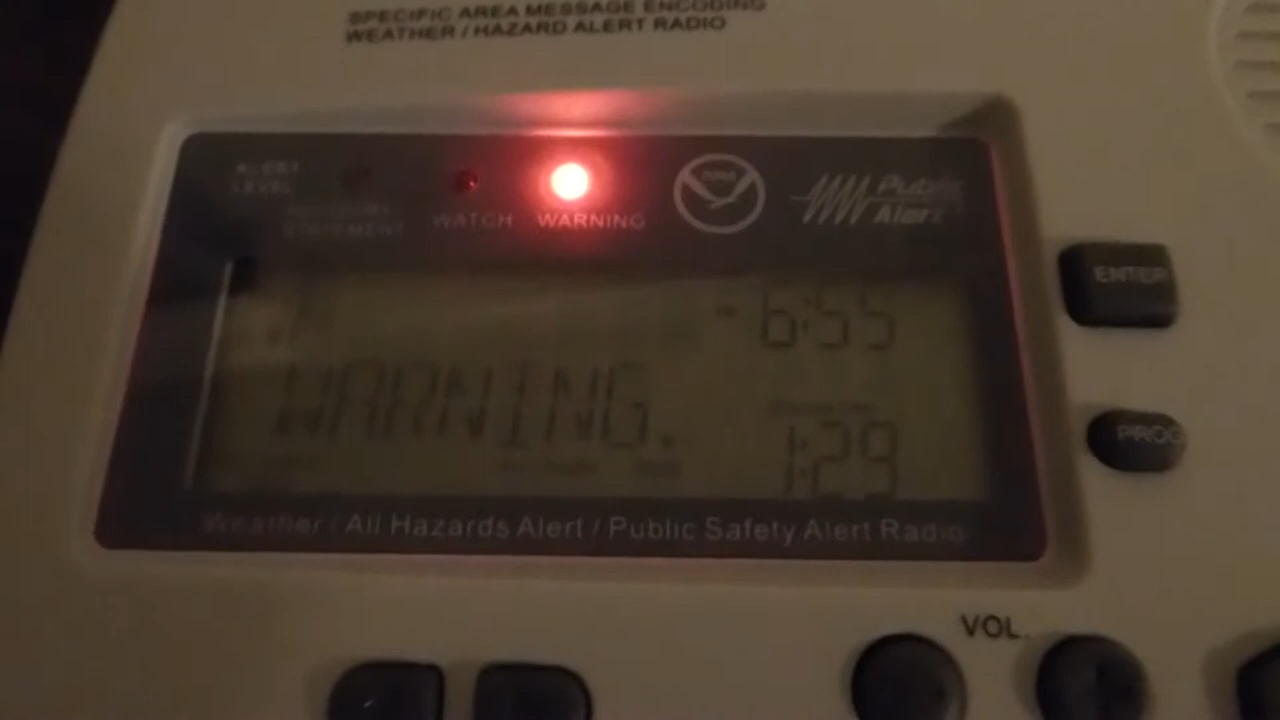 SPECIFIC AREA MESSAGE ENCODING
WEATHER / HAZARD ALERT RADIO
ALERT
LEVEL
STATEMENT
WATCH
WARNING
Public
Alert
ENTER
6:55
WARNING.
1:29
PROG
Weather / All Hazards Alert / Public Safety Alert Radio
VOL.